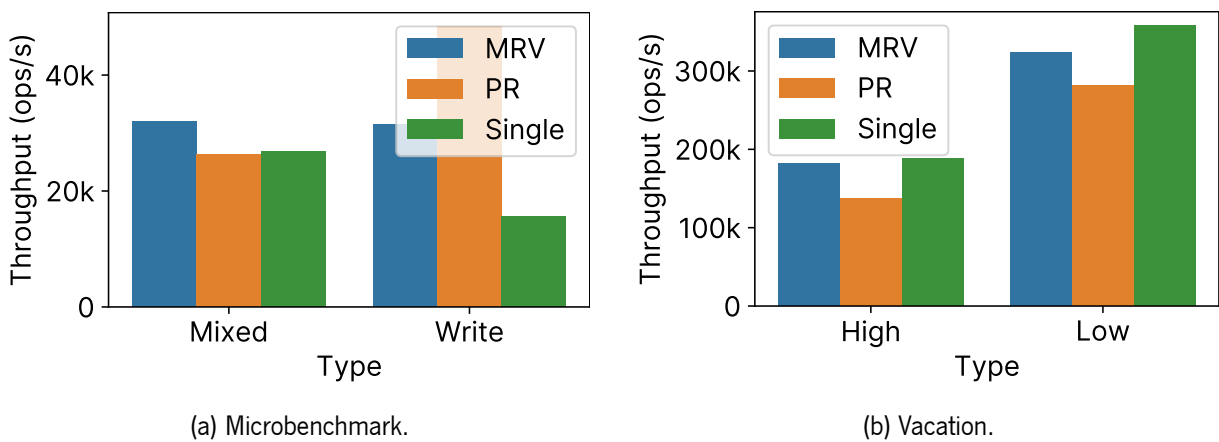 Throughput (ops/s)
40k
20k
0
MRV
PR
Single
Mixed
Write
Type
(a) Microbenchmark.
Throughput (ops/s)
300k
200k
100k
0
MRV
PR
Single
High
Low
Type
(b) Vacation.